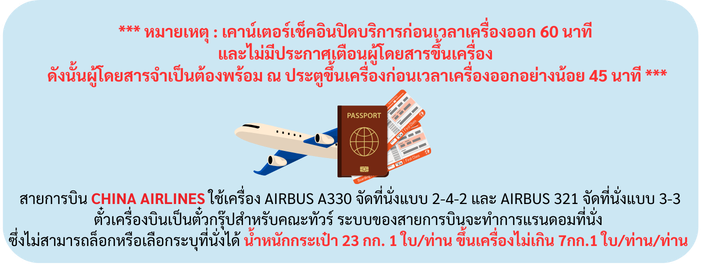 *** หมายเหตุ : เคาน์เตอร์เช็คอินปิดบริการก่อนเวลาเครื่องออก 60 นาที
และไม่มีประกาศเตือนผู้โดยสารขึ้นเครื่อง
ดังนั้นผู้โดยสารจำเป็นต้องพร้อม ณ ประตูขึ้นเครื่องก่อนเวลาเครื่องออกอย่างน้อย 45 นาที ***
PASSPORT
สายการบิน CHINA AIRLINES ใช้เครื่อง AIRBUS A330 จัดที่นั่งแบบ 2-4-2 และ AIRBUS 321 จัดที่นั่งแบบ 3-3
ตั๋วเครื่องบินเป็นตั๋วกรุ๊ปสำหรับคณะทัวร์ ระบบของสายการบินจะทำการแรนดอมที่นั่ง
ซึ่งไม่สามารถล็อกหรือเลือกระบุที่นั่งได้ น้ำหนักกระเป๋า 23 กก. 1 ใบ/ท่าน ขึ้นเครื่องไม่เกิน 7กก.1 ใบ/ท่าน/ท่าน